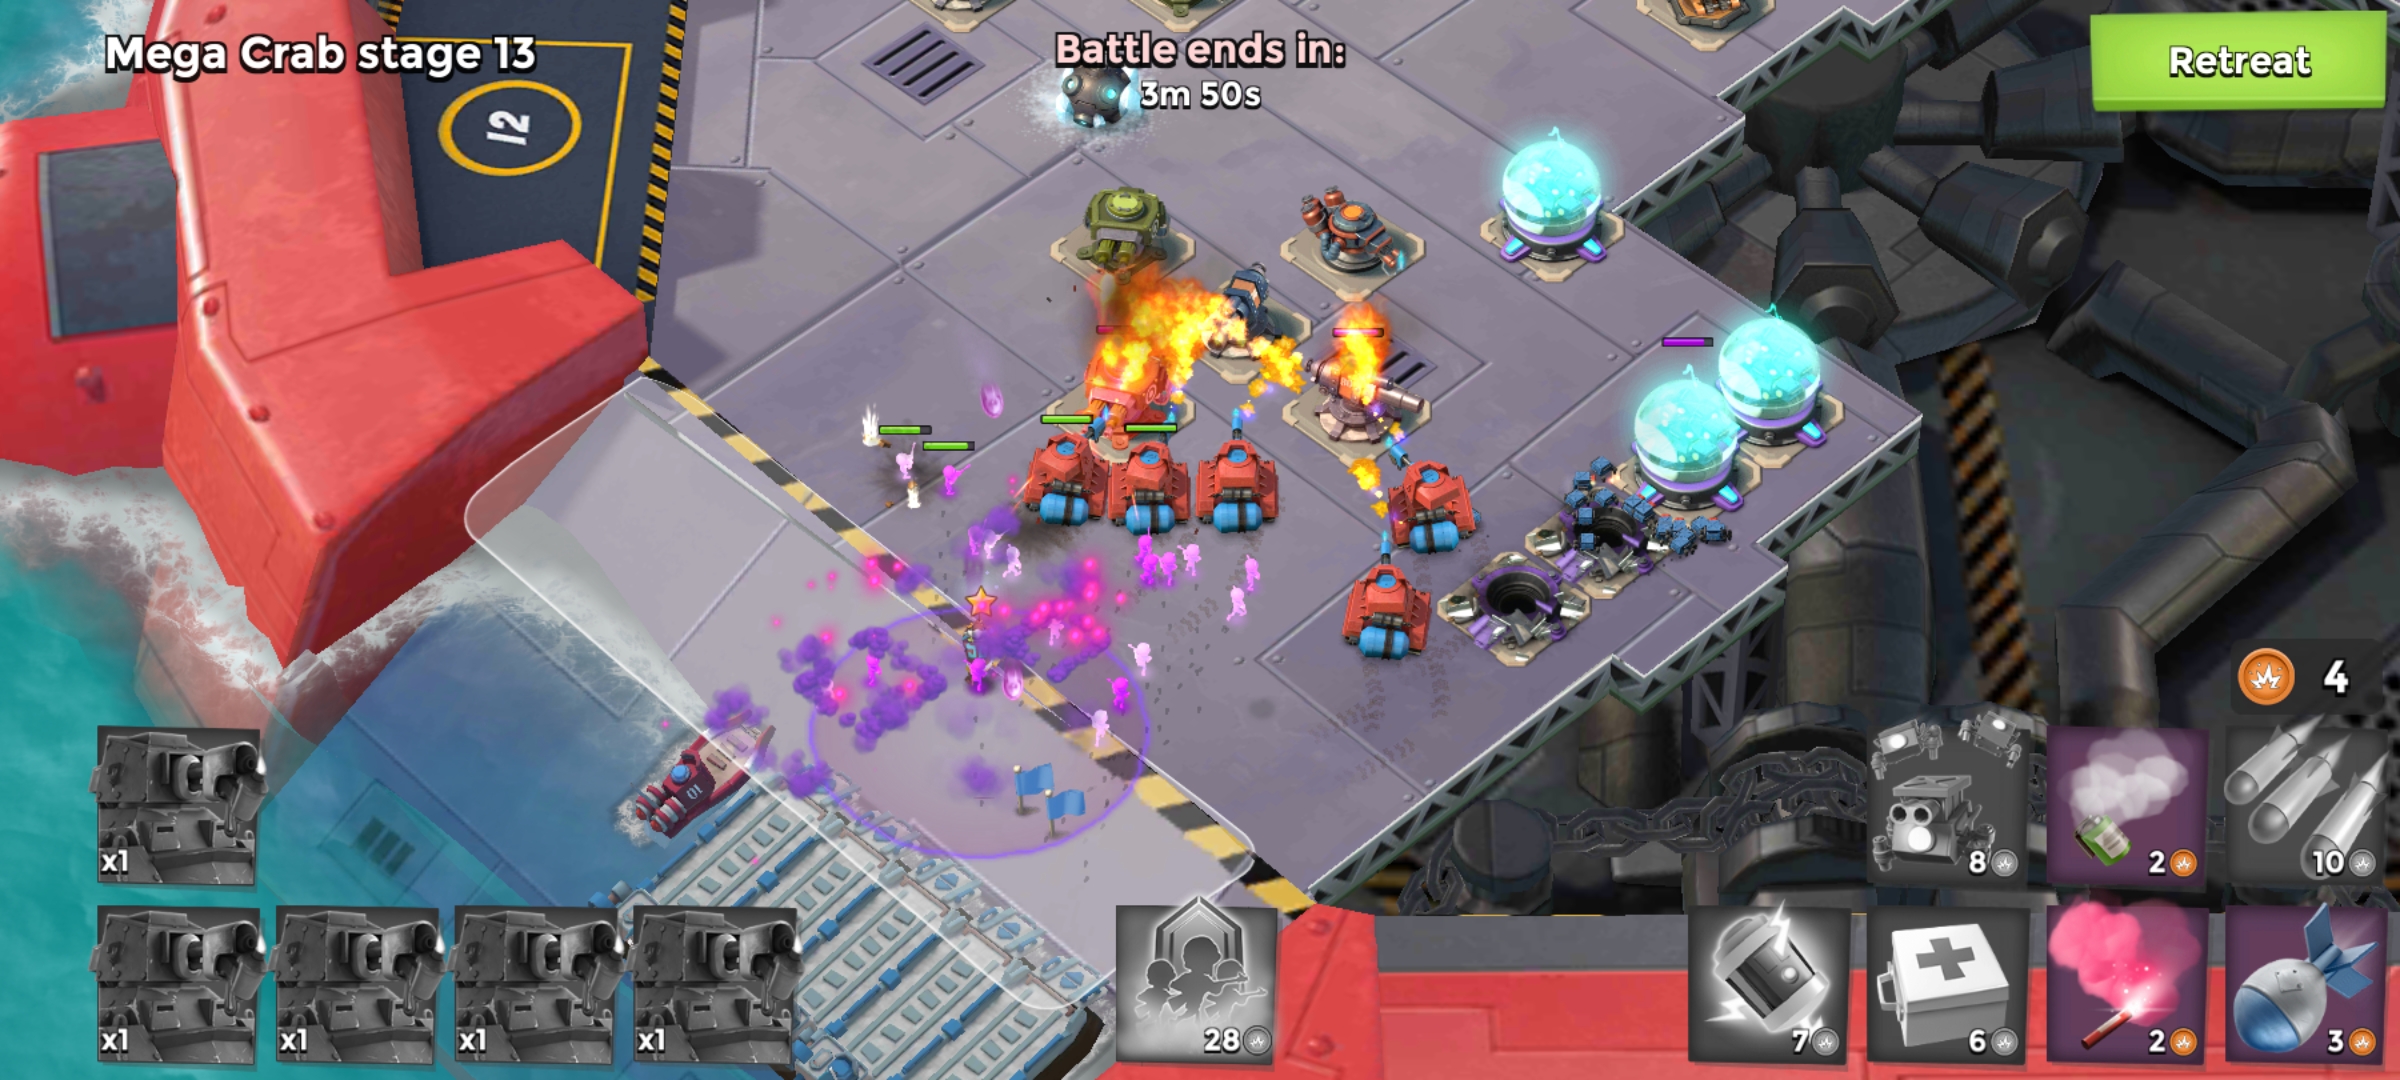 Mega Crab stage 13
Battle ends in:
3m 50s
Retreat
12
01
4
x1
8
2
10
x1
x1
x1
x1
28
7
6
2
3